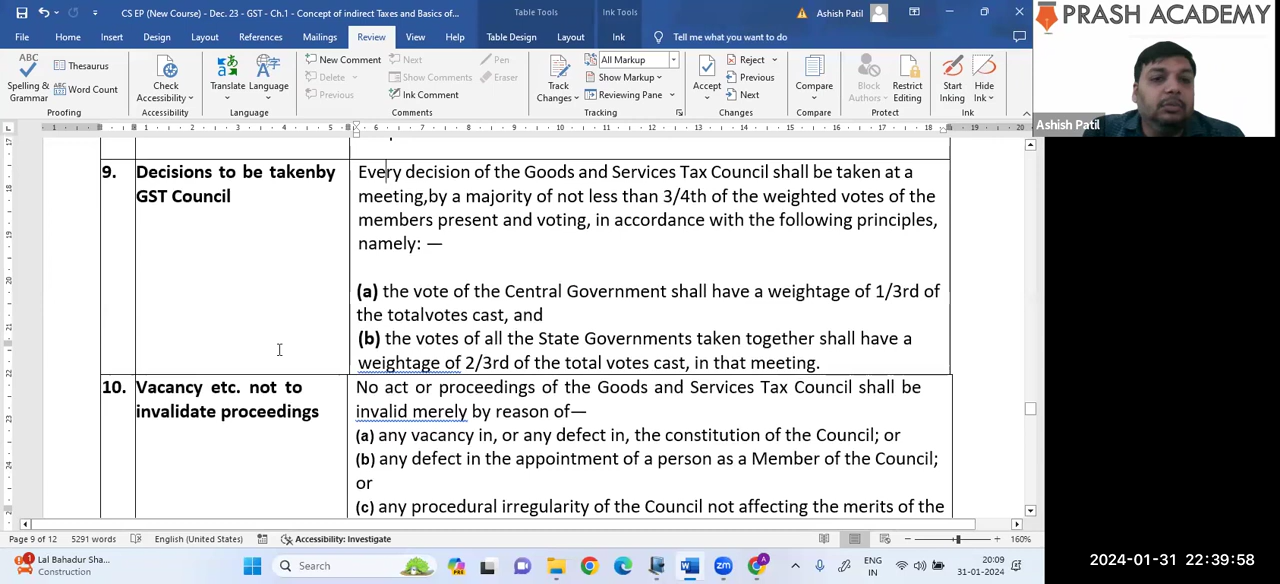 CS EP (New Course) - Dec. 23 - GST - Ch.1 - Concept of indirect Taxes and Basics of...
Table Tools
Ink Tools
Ashish Patil
PRASH ACADEMY
File Home Insert Design Layout References Mailings Review View Help Table Design Layout Ink Tell me what you want to do
ABC
Spelling & Grammar
Thesaurus
Word Count
Proofing
Check Accessibility
Accessibility
Translate Language
Language
New Comment
Delete
Previous
Next
Show Comments
Ink Comment
Pen
Eraser
Comments
Track Changes
All Markup
Show Markup
Reviewing Pane
Tracking
Accept
Reject
Previous
Next
Changes
Compare
Compare
Block Authors
Restrict Editing
Protect
Start Inking
Hide Ink
Ink
Ashish Patil
9. Decisions to be takenby
GST Council
Every decision of the Goods and Services Tax Council shall be taken at a
meeting,by a majority of not less than 3/4th of the weighted votes of the
members present and voting, in accordance with the following principles,
namely: —
(a) the vote of the Central Government shall have a weightage of 1/3rd of
the totalvotes cast, and
(b) the votes of all the State Governments taken together shall have a
weightage of 2/3rd of the total votes cast, in that meeting.
10. Vacancy etc. not to
invalidate proceedings
No act or proceedings of the Goods and Services Tax Council shall be
invalid merely by reason of—
(a) any vacancy in, or any defect in, the constitution of the Council; or
(b) any defect in the appointment of a person as a Member of the Council;
or
(c) any procedural irregularity of the Council not affecting the merits of the
Page 9 of 12 5291 words English (United States) Accessibility: Investigate 160%
Lal Bahadur Sha...
Construction
Search
ENG
IN
20:09
31-01-2024
2024-01-31 22:39:58